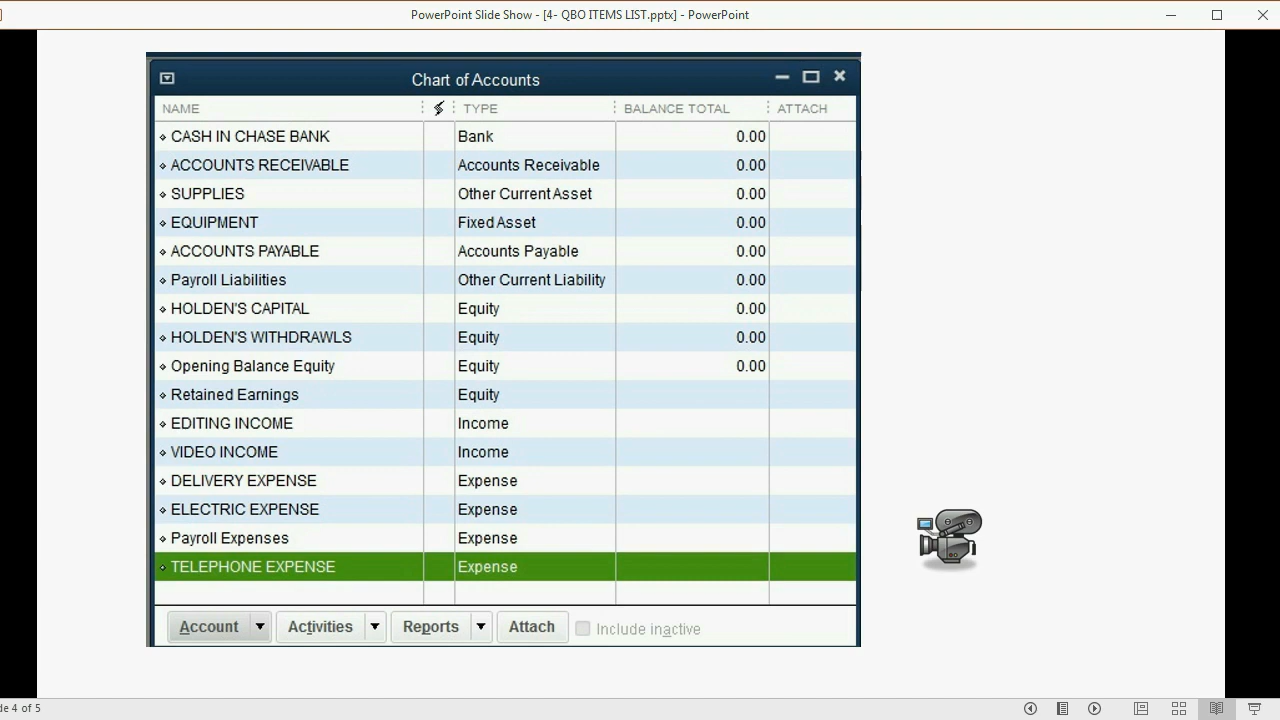 PowerPoint Slide Show - [4- QBO ITEMS LIST.pptx] - PowerPoint
Chart of Accounts
NAME TYPE BALANCE TOTAL ATTACH
CASH IN CHASE BANK Bank 0.00
ACCOUNTS RECEIVABLE Accounts Receivable 0.00
SUPPLIES Other Current Asset 0.00
EQUIPMENT Fixed Asset 0.00
ACCOUNTS PAYABLE Accounts Payable 0.00
Payroll Liabilities Other Current Liability 0.00
HOLDEN'S CAPITAL Equity 0.00
HOLDEN'S WITHDRAWLS Equity 0.00
Opening Balance Equity Equity 0.00
Retained Earnings Equity
EDITING INCOME Income
VIDEO INCOME Income
DELIVERY EXPENSE Expense
ELECTRIC EXPENSE Expense
Payroll Expenses Expense
TELEPHONE EXPENSE Expense
Account Activities Reports Attach Include inactive
de 4 of 5